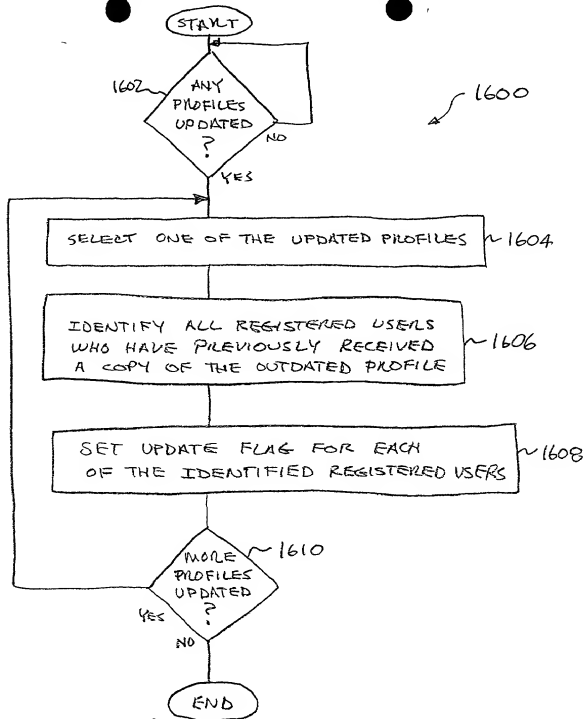 START
1602
ANY
PROFILES
UPDATED
?
NO
YES
1600
SELECT ONE OF THE UPDATED PROFILES
1604
IDENTIFY ALL REGISTERED USERS
WHO HAVE PREVIOUSLY RECEIVED
A COPY OF THE OUTDATED PROFILE
1606
SET UPDATE FLAG FOR EACH
OF THE IDENTIFIED REGISTERED USERS
1608
MORE
PROFILES
UPDATED
?
1610
YES
NO
END